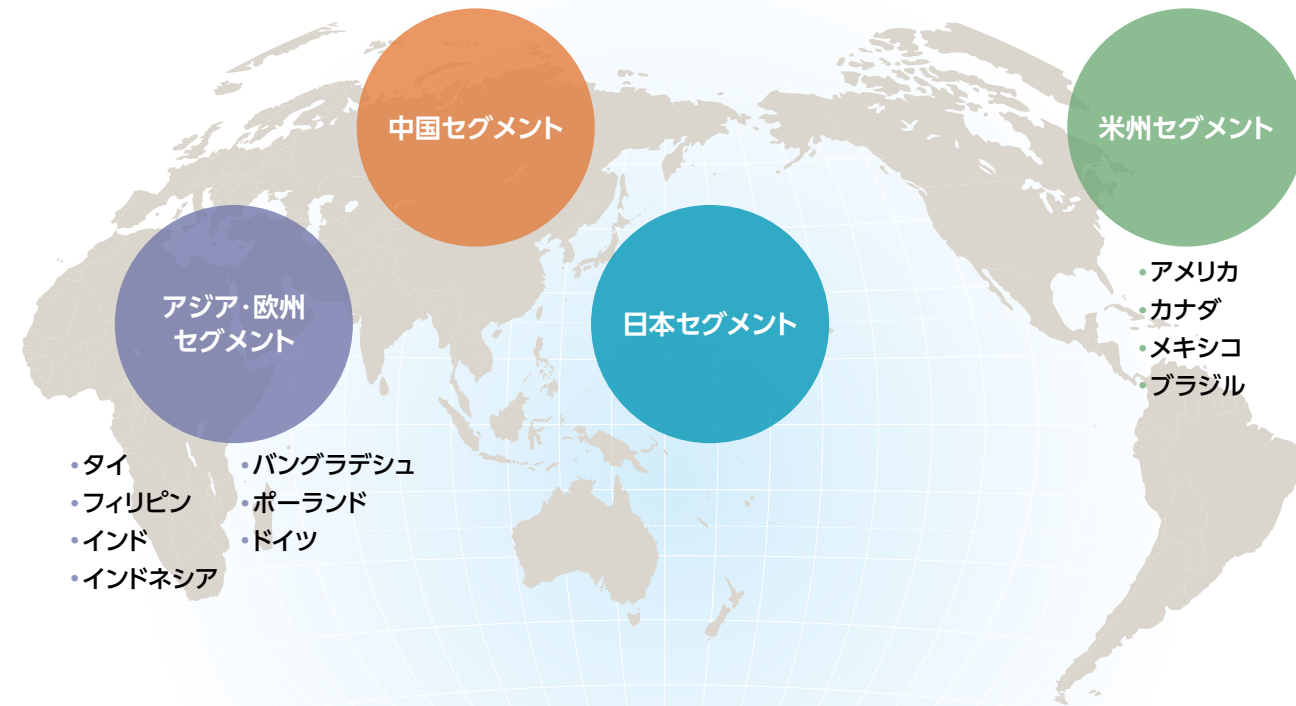 中国セグメント
米州セグメント
・アメリカ
・カナダ
・メキシコ
・ブラジル
アジア・欧州
セグメント
・タイ
・フィリピン
・インド
・インドネシア
・バングラデシュ
・ポーランド
・ドイツ
日本セグメント